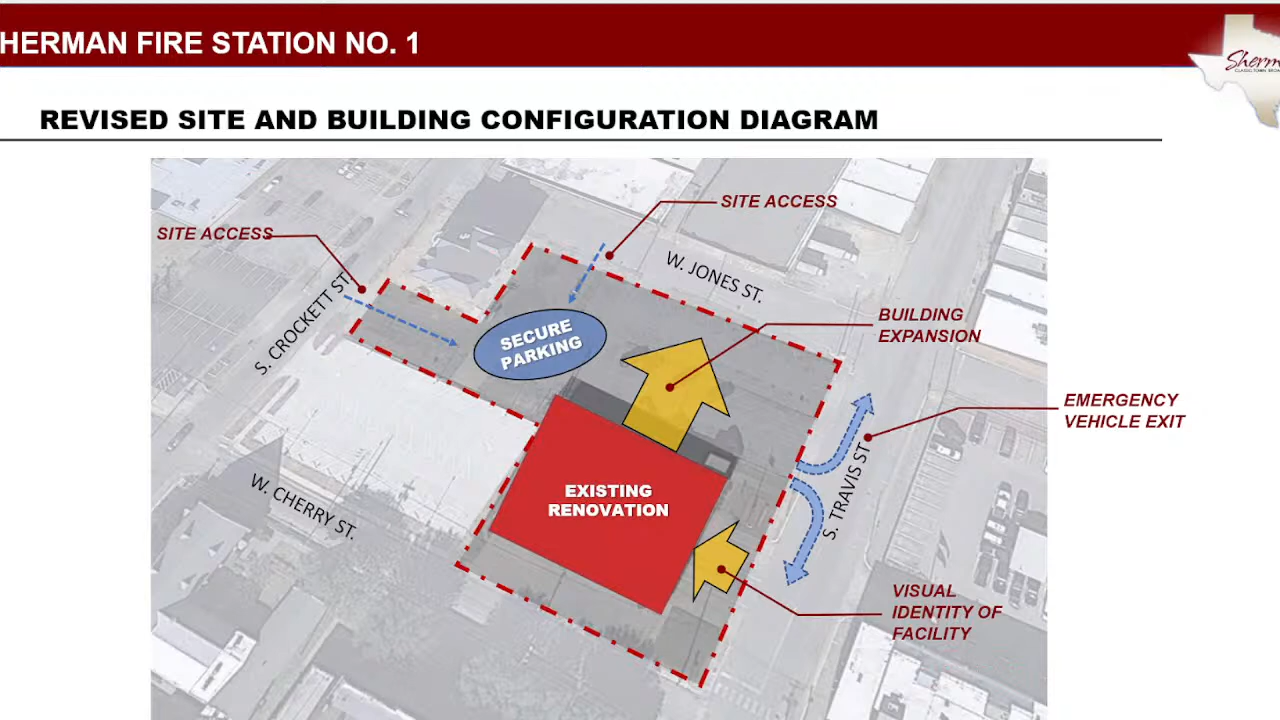 HERMAN FIRE STATION NO. 1
Sherm
REVISED SITE AND BUILDING CONFIGURATION DIAGRAM
SITE ACCESS
SITE ACCESS
W. JONES ST.
S. CROCKETT ST.
SECURE
PARKING
BUILDING
EXPANSION
EMERGENCY
VEHICLE EXIT
S. TRAVIS ST
EXISTING
RENOVATION
W. CHERRY ST.
VISUAL
IDENTITY OF
FACILITY